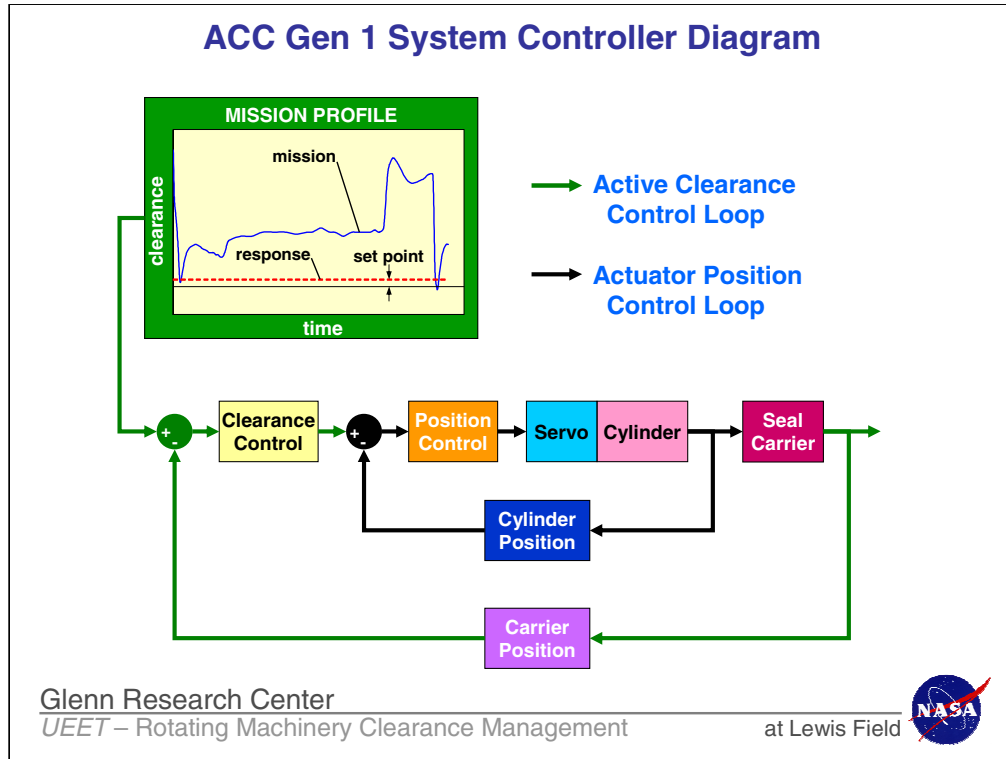 ACC Gen 1 System Controller Diagram
MISSION PROFILE
mission
clearance
response
set point
time
Active Clearance
Control Loop
Actuator Position
Control Loop
+
-
Clearance
Control
+
-
Position
Control
Servo
Cylinder
Seal
Carrier
Cylinder
Position
Carrier
Position
Glenn Research Center
UEET – Rotating Machinery Clearance Management
at Lewis Field
NASA